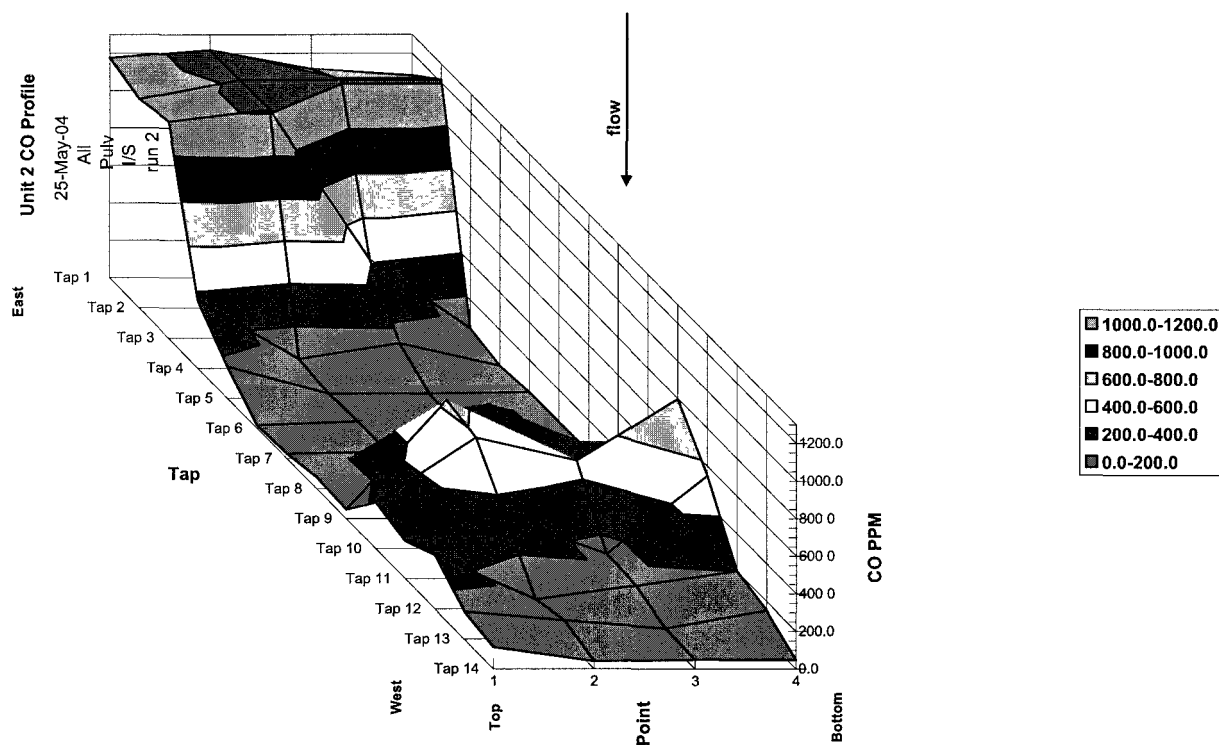 Unit 2 CO Profile
25-May-04
All
Pulv
I/S
run 2
flow
East
Tap 1
Tap 2
Tap 3
Tap 4
Tap 5
Tap 6
Tap 7
Tap 8
Tap 9
Tap 10
Tap 11
Tap 12
Tap 13
Tap 14
Tap
West
Top
1
2
3
4
Point
Bottom
1200.0
1000.0
800 0
600.0
400.0
200.0
0.0
CO PPM
1000.0-1200.0
800.0-1000.0
600.0-800.0
400.0-600.0
200.0-400.0
0.0-200.0